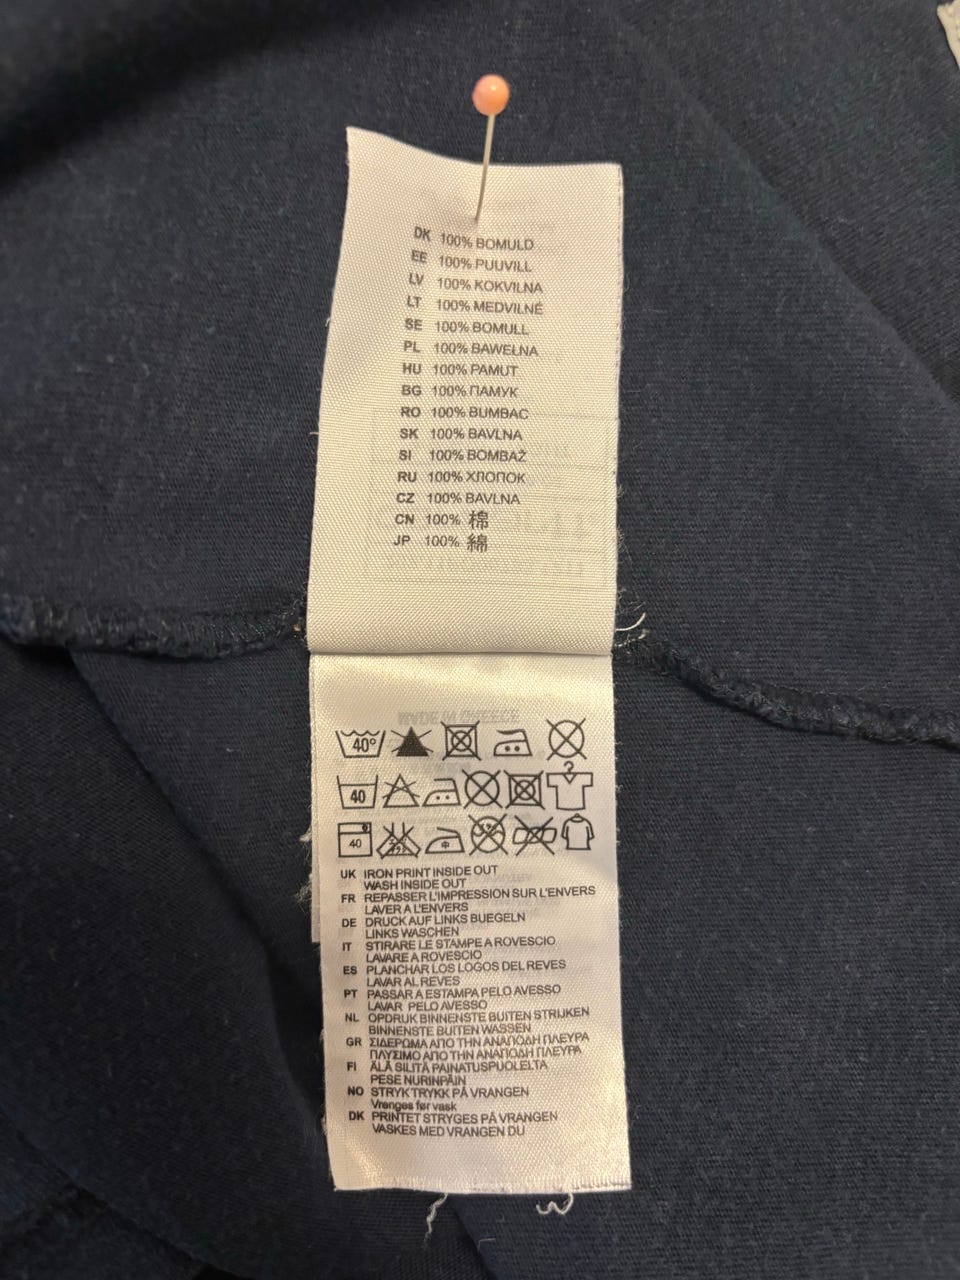 DK 100% BOMULD
EE 100% PUUVILL
LV 100% KOKVILNA
LT 100% MEDVILNĖ
SE 100% BOMULL
PL 100% BAWEŁNA
HU 100% PAMUT
BG 100% ПАМУК
RO 100% BUMBAC
SK 100% BAVLNA
SI 100% BOMBAŽ
RU 100% ХЛОПОК
CZ 100% BAVLNA
CN 100% 棉
JP 100% 綿
MADE IN GREECE
40°
40
40
UK IRON PRINT INSIDE OUT
WASH INSIDE OUT
FR REPASSER L'IMPRESSION SUR L'ENVERS
LAVER A L'ENVERS
DE DRUCK AUF LINKS BUEGELN
LINKS WASCHEN
IT STIRARE LE STAMPE A ROVESCIO
LAVARE A ROVESCIO
ES PLANCHAR LOS LOGOS DEL REVES
LAVAR AL REVES
PT PASSAR A ESTAMPA PELO AVESSO
LAVAR PELO AVESSO
NL OPDRUK BINNENSTE BUITEN STRIJKEN
BINNENSTE BUITEN WASSEN
GR ΣΙΔΕΡΩΜΑ ΑΠΟ ΤΗΝ ΑΝΑΠΟΔΗ ΠΛΕΥΡΑ
ΠΛΥΣΙΜΟ ΑΠΟ ΤΗΝ ΑΝΑΠΟΔΗ ΠΛΕΥΡΑ
FI ÄLÄ SILITÄ PAINATUSPUOLELTA
PESE NURINPÄIN
NO STRYK TRYKK PÅ VRANGEN
Vrenges før vask
DK PRINTET STRYGES PÅ VRANGEN
VASKES MED VRANGEN DU